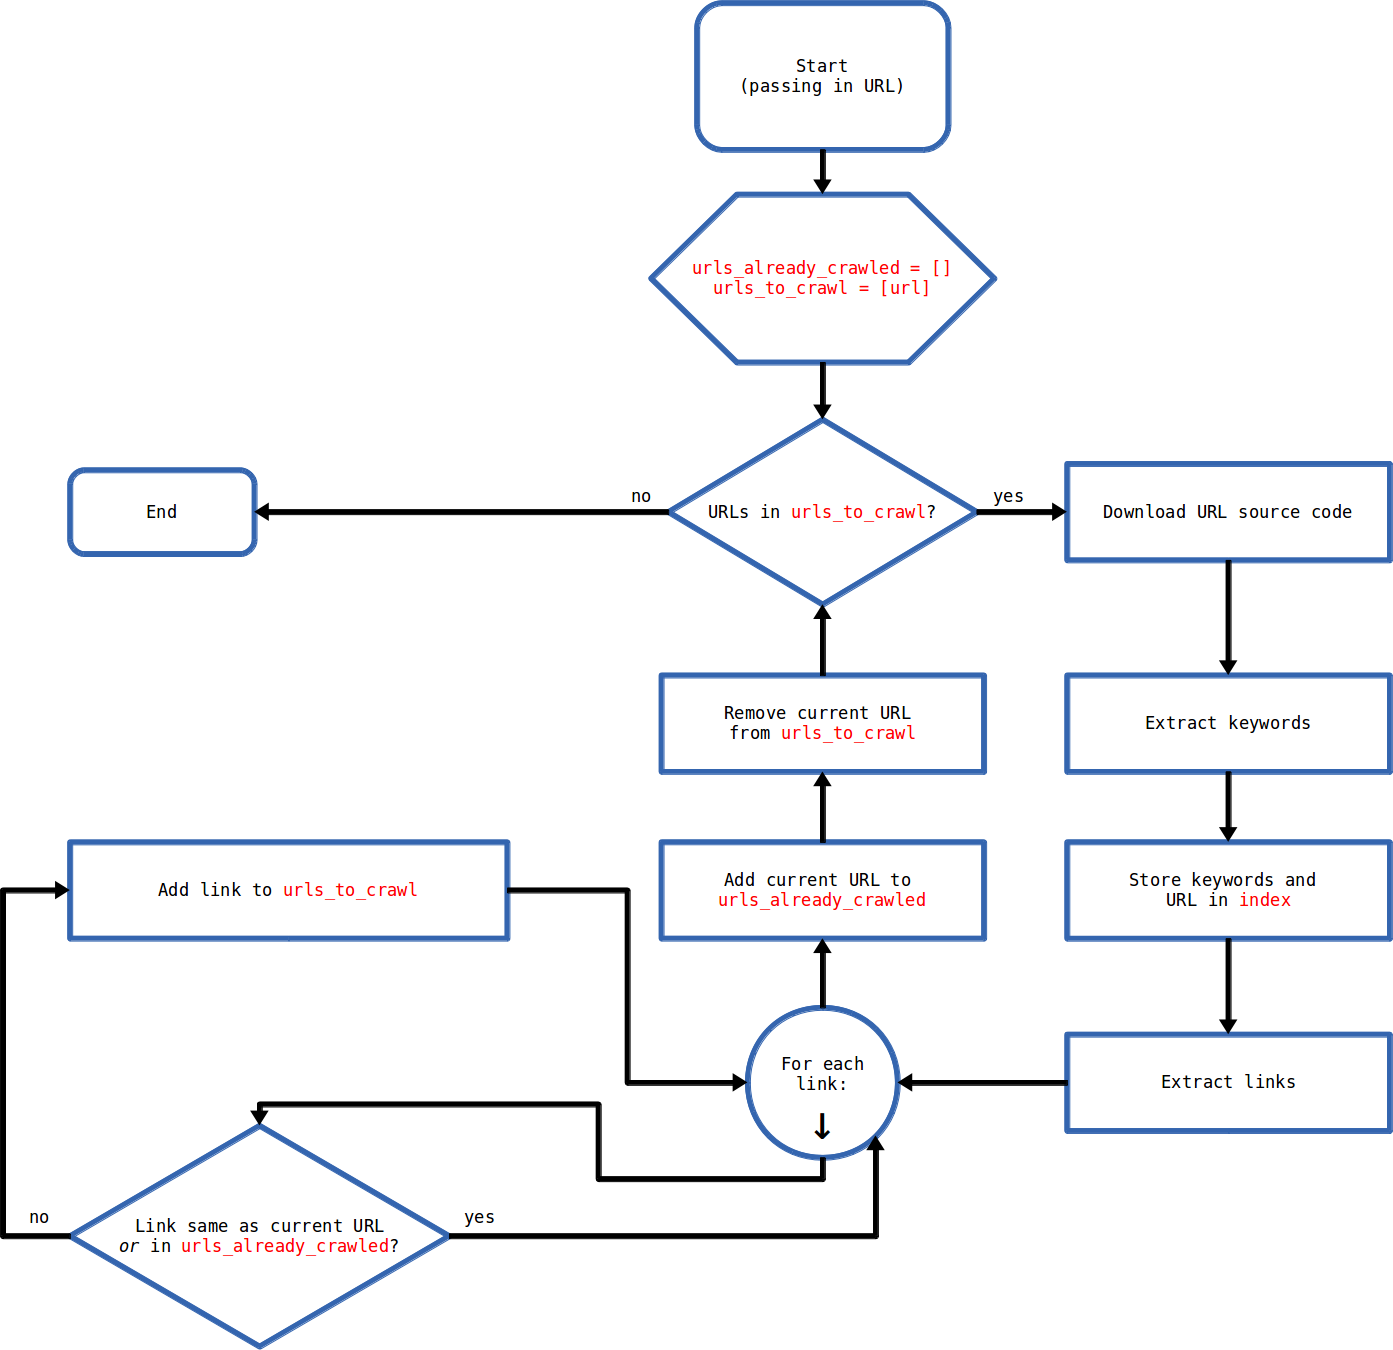 Start
(passing in URL)
urls_already_crawled = []
urls_to_crawl = [url]
no
yes
End
URLs in urls_to_crawl?
Download URL source code
Remove current URL
from urls_to_crawl
Extract keywords
Add link to urls_to_crawl
Add current URL to
urls_already_crawled
Store keywords and
URL in index
For each
link:
↓
Extract links
no
yes
Link same as current URL
or in urls_already_crawled?